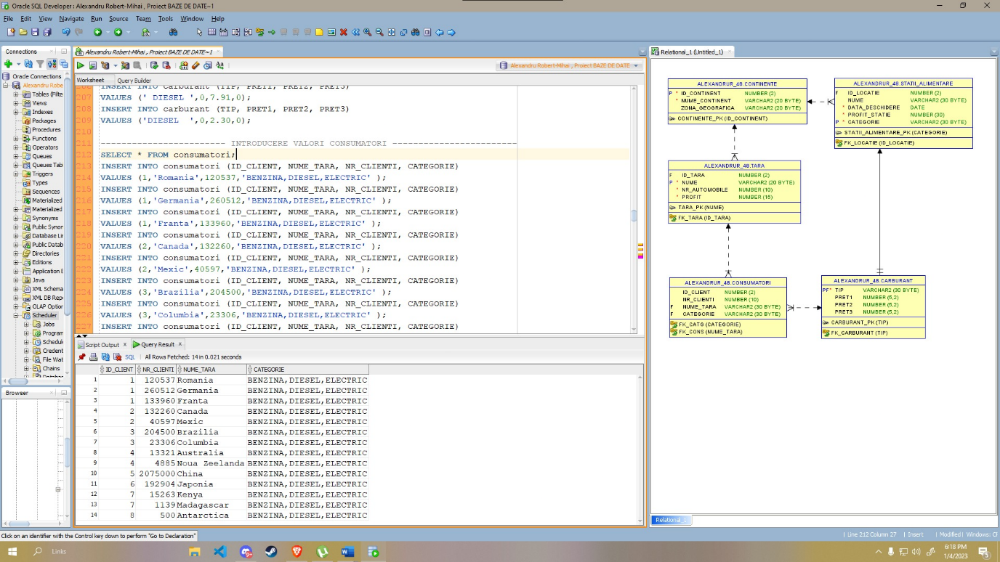 Oracle SQL Developer : Alexandru Robert-Mihai , Proiect BAZE DE DATE~1
File Edit View Navigate Run Source Team Tools Window Help
Connections
Oracle Connections
Alexandru Robe
Tables (Filte
Views
Indexes
Packages
Procedures
Functions
Operators
Queues
Queues Tab
Triggers
Types
Sequences
Materialized
Materialized
Synonyms
Public Synon
Database Lin
Public Datab
Directories
Editions
Application E
Java
XML Schema
XML DB Repo
OLAP Option
Scheduler
Jobs
Program
Schedul
Credent
File Wat
Chains
Browser
Alexandru Robert-Mihai , Proiect BAZE DE DATE~1
Alexandru Robert-Mihai , Proiect BAZE DE DATE
Worksheet Query Builder
206 INSERT INTO carburant (TIP, PRET1, PRET2, PRET3)
207 VALUES (' DIESEL ',0,7.91,0);
208 INSERT INTO carburant (TIP, PRET1, PRET2, PRET3)
209 VALUES ('DIESEL  ',0,2.30,0);
210
211 ---------------------- INTRODUCERE VALORI CONSUMATORI ----------------------
212 SELECT * FROM consumatori;
213 INSERT INTO consumatori (ID_CLIENT, NUME_TARA, NR_CLIENTI, CATEGORIE)
214 VALUES (1,'Romania',120537,'BENZINA,DIESEL,ELECTRIC' );
215 INSERT INTO consumatori (ID_CLIENT, NUME_TARA, NR_CLIENTI, CATEGORIE)
216 VALUES (1,'Germania',260512,'BENZINA,DIESEL,ELECTRIC' );
217 INSERT INTO consumatori (ID_CLIENT, NUME_TARA, NR_CLIENTI, CATEGORIE)
218 VALUES (1,'Franta',133960,'BENZINA,DIESEL,ELECTRIC' );
219 INSERT INTO consumatori (ID_CLIENT, NUME_TARA, NR_CLIENTI, CATEGORIE)
220 VALUES (2,'Canada',132260,'BENZINA,DIESEL,ELECTRIC' );
221 INSERT INTO consumatori (ID_CLIENT, NUME_TARA, NR_CLIENTI, CATEGORIE)
222 VALUES (2,'Mexic',40597,'BENZINA,DIESEL,ELECTRIC' );
223 INSERT INTO consumatori (ID_CLIENT, NUME_TARA, NR_CLIENTI, CATEGORIE)
224 VALUES (3,'Brazilia',204500,'BENZINA,DIESEL,ELECTRIC' );
225 INSERT INTO consumatori (ID_CLIENT, NUME_TARA, NR_CLIENTI, CATEGORIE)
226 VALUES (3,'Columbia',23306,'BENZINA,DIESEL,ELECTRIC' );
227 INSERT INTO consumatori (ID_CLIENT, NUME_TARA, NR_CLIENTI, CATEGORIE)
Script Output x Query Result x
SQL All Rows Fetched: 14 in 0.021 seconds
ID_CLIENT NR_CLIENTI NUME_TARA CATEGORIE
1 1 120537 Romania BENZINA,DIESEL,ELECTRIC
2 1 260512 Germania BENZINA,DIESEL,ELECTRIC
3 1 133960 Franta BENZINA,DIESEL,ELECTRIC
4 2 132260 Canada BENZINA,DIESEL,ELECTRIC
5 2 40597 Mexic BENZINA,DIESEL,ELECTRIC
6 3 204500 Brazilia BENZINA,DIESEL,ELECTRIC
7 3 23306 Columbia BENZINA,DIESEL,ELECTRIC
8 4 13321 Australia BENZINA,DIESEL,ELECTRIC
9 4 4885 Noua Zeelanda BENZINA,DIESEL,ELECTRIC
10 5 2075000 China BENZINA,DIESEL,ELECTRIC
11 6 192904 Japonia BENZINA,DIESEL,ELECTRIC
12 7 15263 Kenya BENZINA,DIESEL,ELECTRIC
13 7 1139 Madagascar BENZINA,DIESEL,ELECTRIC
14 8 500 Antarctica BENZINA,DIESEL,ELECTRIC
Relational_1 (Untitled_1)
ALEXANDRUR_48.CONTINENTE
P * ID_CONTINENT NUMBER (2)
* NUME_CONTINENT VARCHAR2 (20 BYTE)
ZONA_GEOGRAFICA VARCHAR2 (20 BYTE)
CONTINENTE_PK (ID_CONTINENT)
ALEXANDRUR_48.STATII_ALIMENTARE
F ID_LOCATIE NUMBER (2)
NUME VARCHAR2 (30 BYTE)
* DATA_DESCHIDERE DATE
* PROFIT_STATIE NUMBER (30)
P * CATEGORIE VARCHAR2 (30 BYTE)
STATII_ALIMENTARE_PK (CATEGORIE)
FK_LOCATIE (ID_LOCATIE)
ALEXANDRUR_48.TARA
F ID_TARA NUMBER (2)
P * NUME VARCHAR2 (20 BYTE)
* NR_AUTOMOBILE NUMBER (10)
* PROFIT NUMBER (15)
TARA_PK (NUME)
FK_TARA (ID_TARA)
ALEXANDRUR_48.CONSUMATORI
ID_CLIENT NUMBER (2)
NR_CLIENTI NUMBER (10)
F NUME_TARA VARCHAR2 (30 BYTE)
F CATEGORIE VARCHAR2 (30 BYTE)
FK_CATG (CATEGORIE)
FK_CONS (NUME_TARA)
ALEXANDRUR_48.CARBURANT
PF* TIP VARCHAR2 (30 BYTE)
PRET1 NUMBER (5,2)
PRET2 NUMBER (5,2)
PRET3 NUMBER (5,2)
CARBURANT_PK (TIP)
FK_CARBURANT (TIP)
Relational_1
Click on an identifier with the Control key down to perform "Go to Declaration"
Line 212 Column 27 Insert Modified Windows: CI
Links
6:18 PM
1/4/2023
5